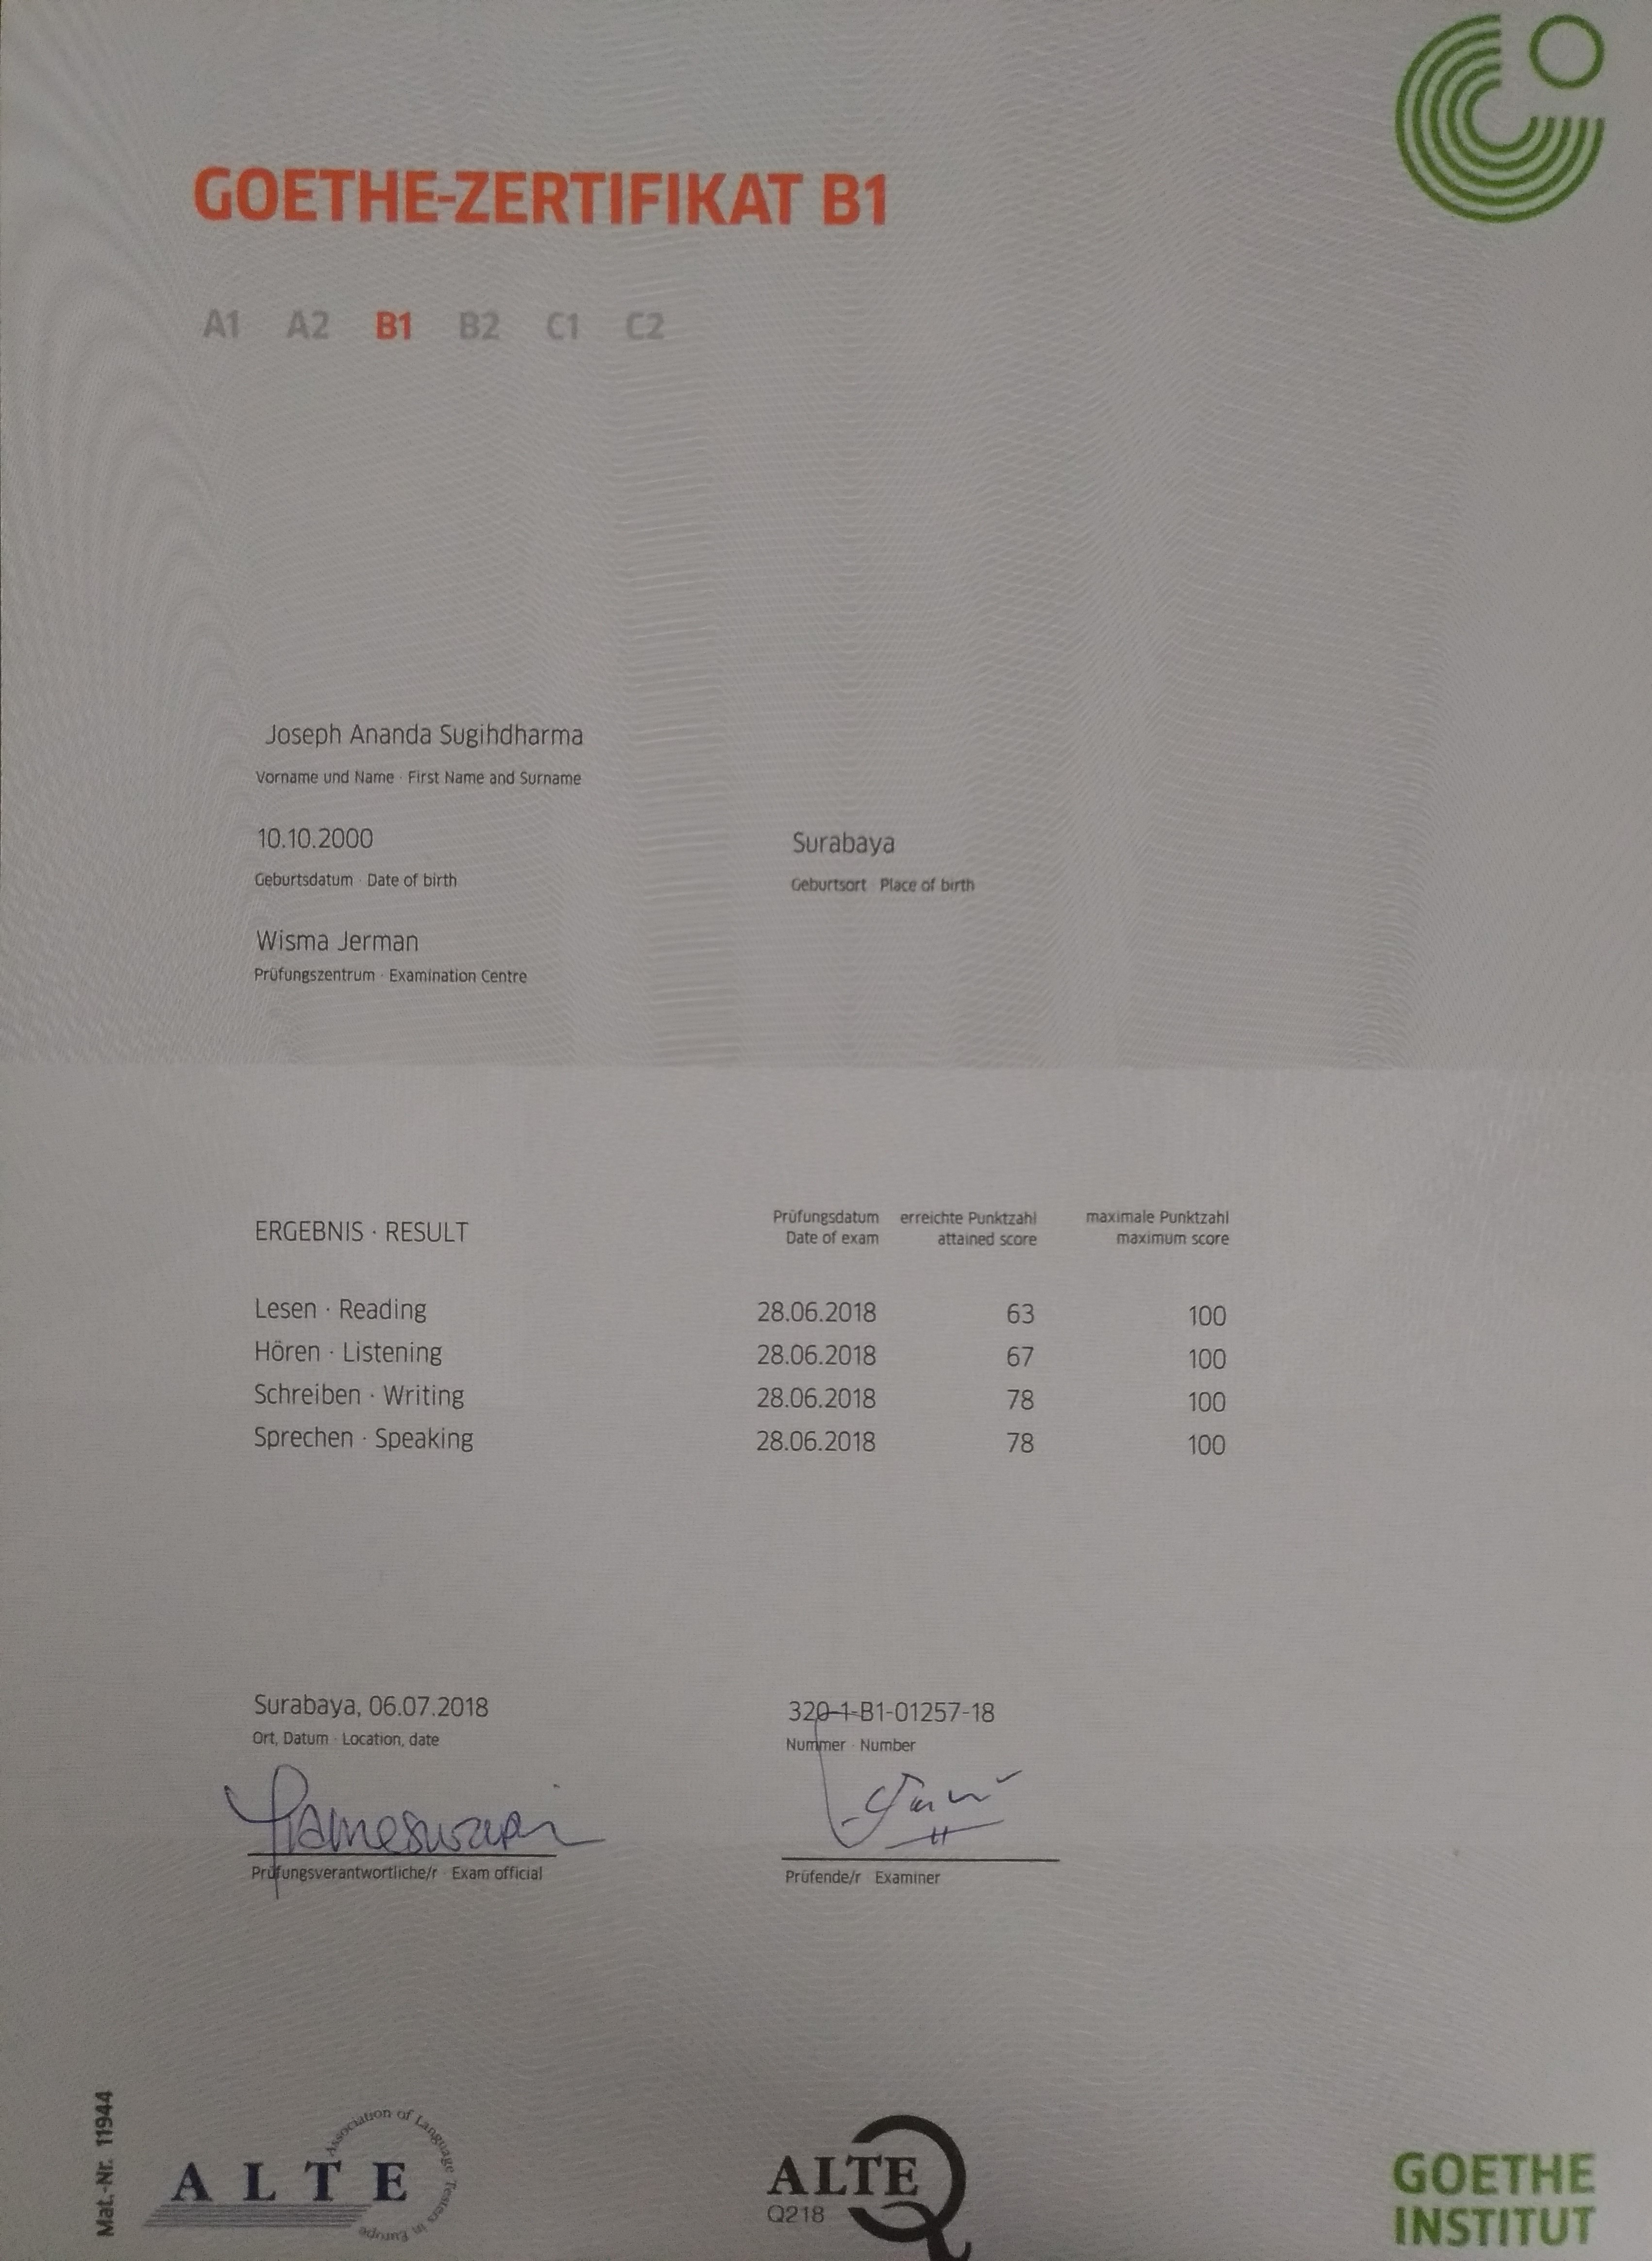 GOETHE-ZERTIFIKAT B1
A1 A2 B1 B2 C1 C2
Joseph Ananda Sugihdharma
Vorname und Name · First Name and Surname
10.10.2000
Geburtsdatum · Date of birth
Surabaya
Geburtsort · Place of birth
Wisma Jerman
Prüfungszentrum · Examination Centre
ERGEBNIS · RESULT
Prüfungsdatum erreichte Punktzahl maximale Punktzahl
Date of exam attained score maximum score
Lesen · Reading 28.06.2018 63 100
Hören · Listening 28.06.2018 67 100
Schreiben · Writing 28.06.2018 78 100
Sprechen · Speaking 28.06.2018 78 100
Surabaya, 06.07.2018
Ort, Datum · Location, date
320-1-B1-01257-18
Nummer · Number
Prüfungsverantwortliche/r · Exam official
Prüfende/r · Examiner
Mat.-Nr. 11944
ALTE
Association of Language Testers in Europe
ALTE
Q218
GOETHE
INSTITUT